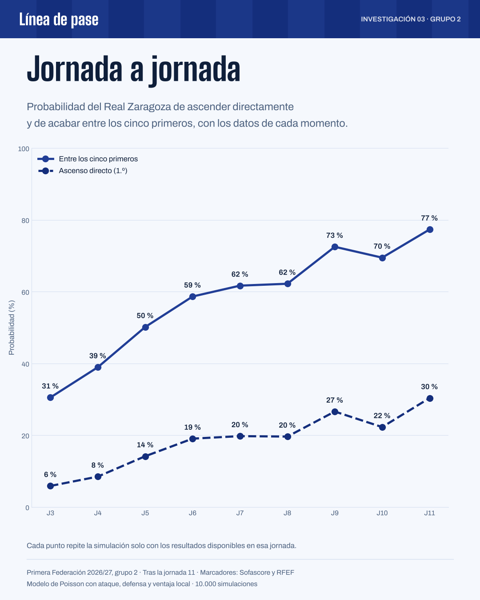 Línea de pase
INVESTIGACIÓN 03 · GRUPO 2
Jornada a jornada
Probabilidad del Real Zaragoza de ascender directamente
y de acabar entre los cinco primeros, con los datos de cada momento.
Entre los cinco primeros
Ascenso directo (1.º)
Probabilidad (%)
100
80
60
40
20
0
31 %
39 %
50 %
59 %
62 %
62 %
73 %
70 %
77 %
6 %
8 %
14 %
19 %
20 %
20 %
27 %
22 %
30 %
J3
J4
J5
J6
J7
J8
J9
J10
J11
Cada punto repite la simulación solo con los resultados disponibles en esa jornada.
Primera Federación 2026/27, grupo 2 · Tras la jornada 11 · Marcadores: Sofascore y RFEF
Modelo de Poisson con ataque, defensa y ventaja local · 10.000 simulaciones